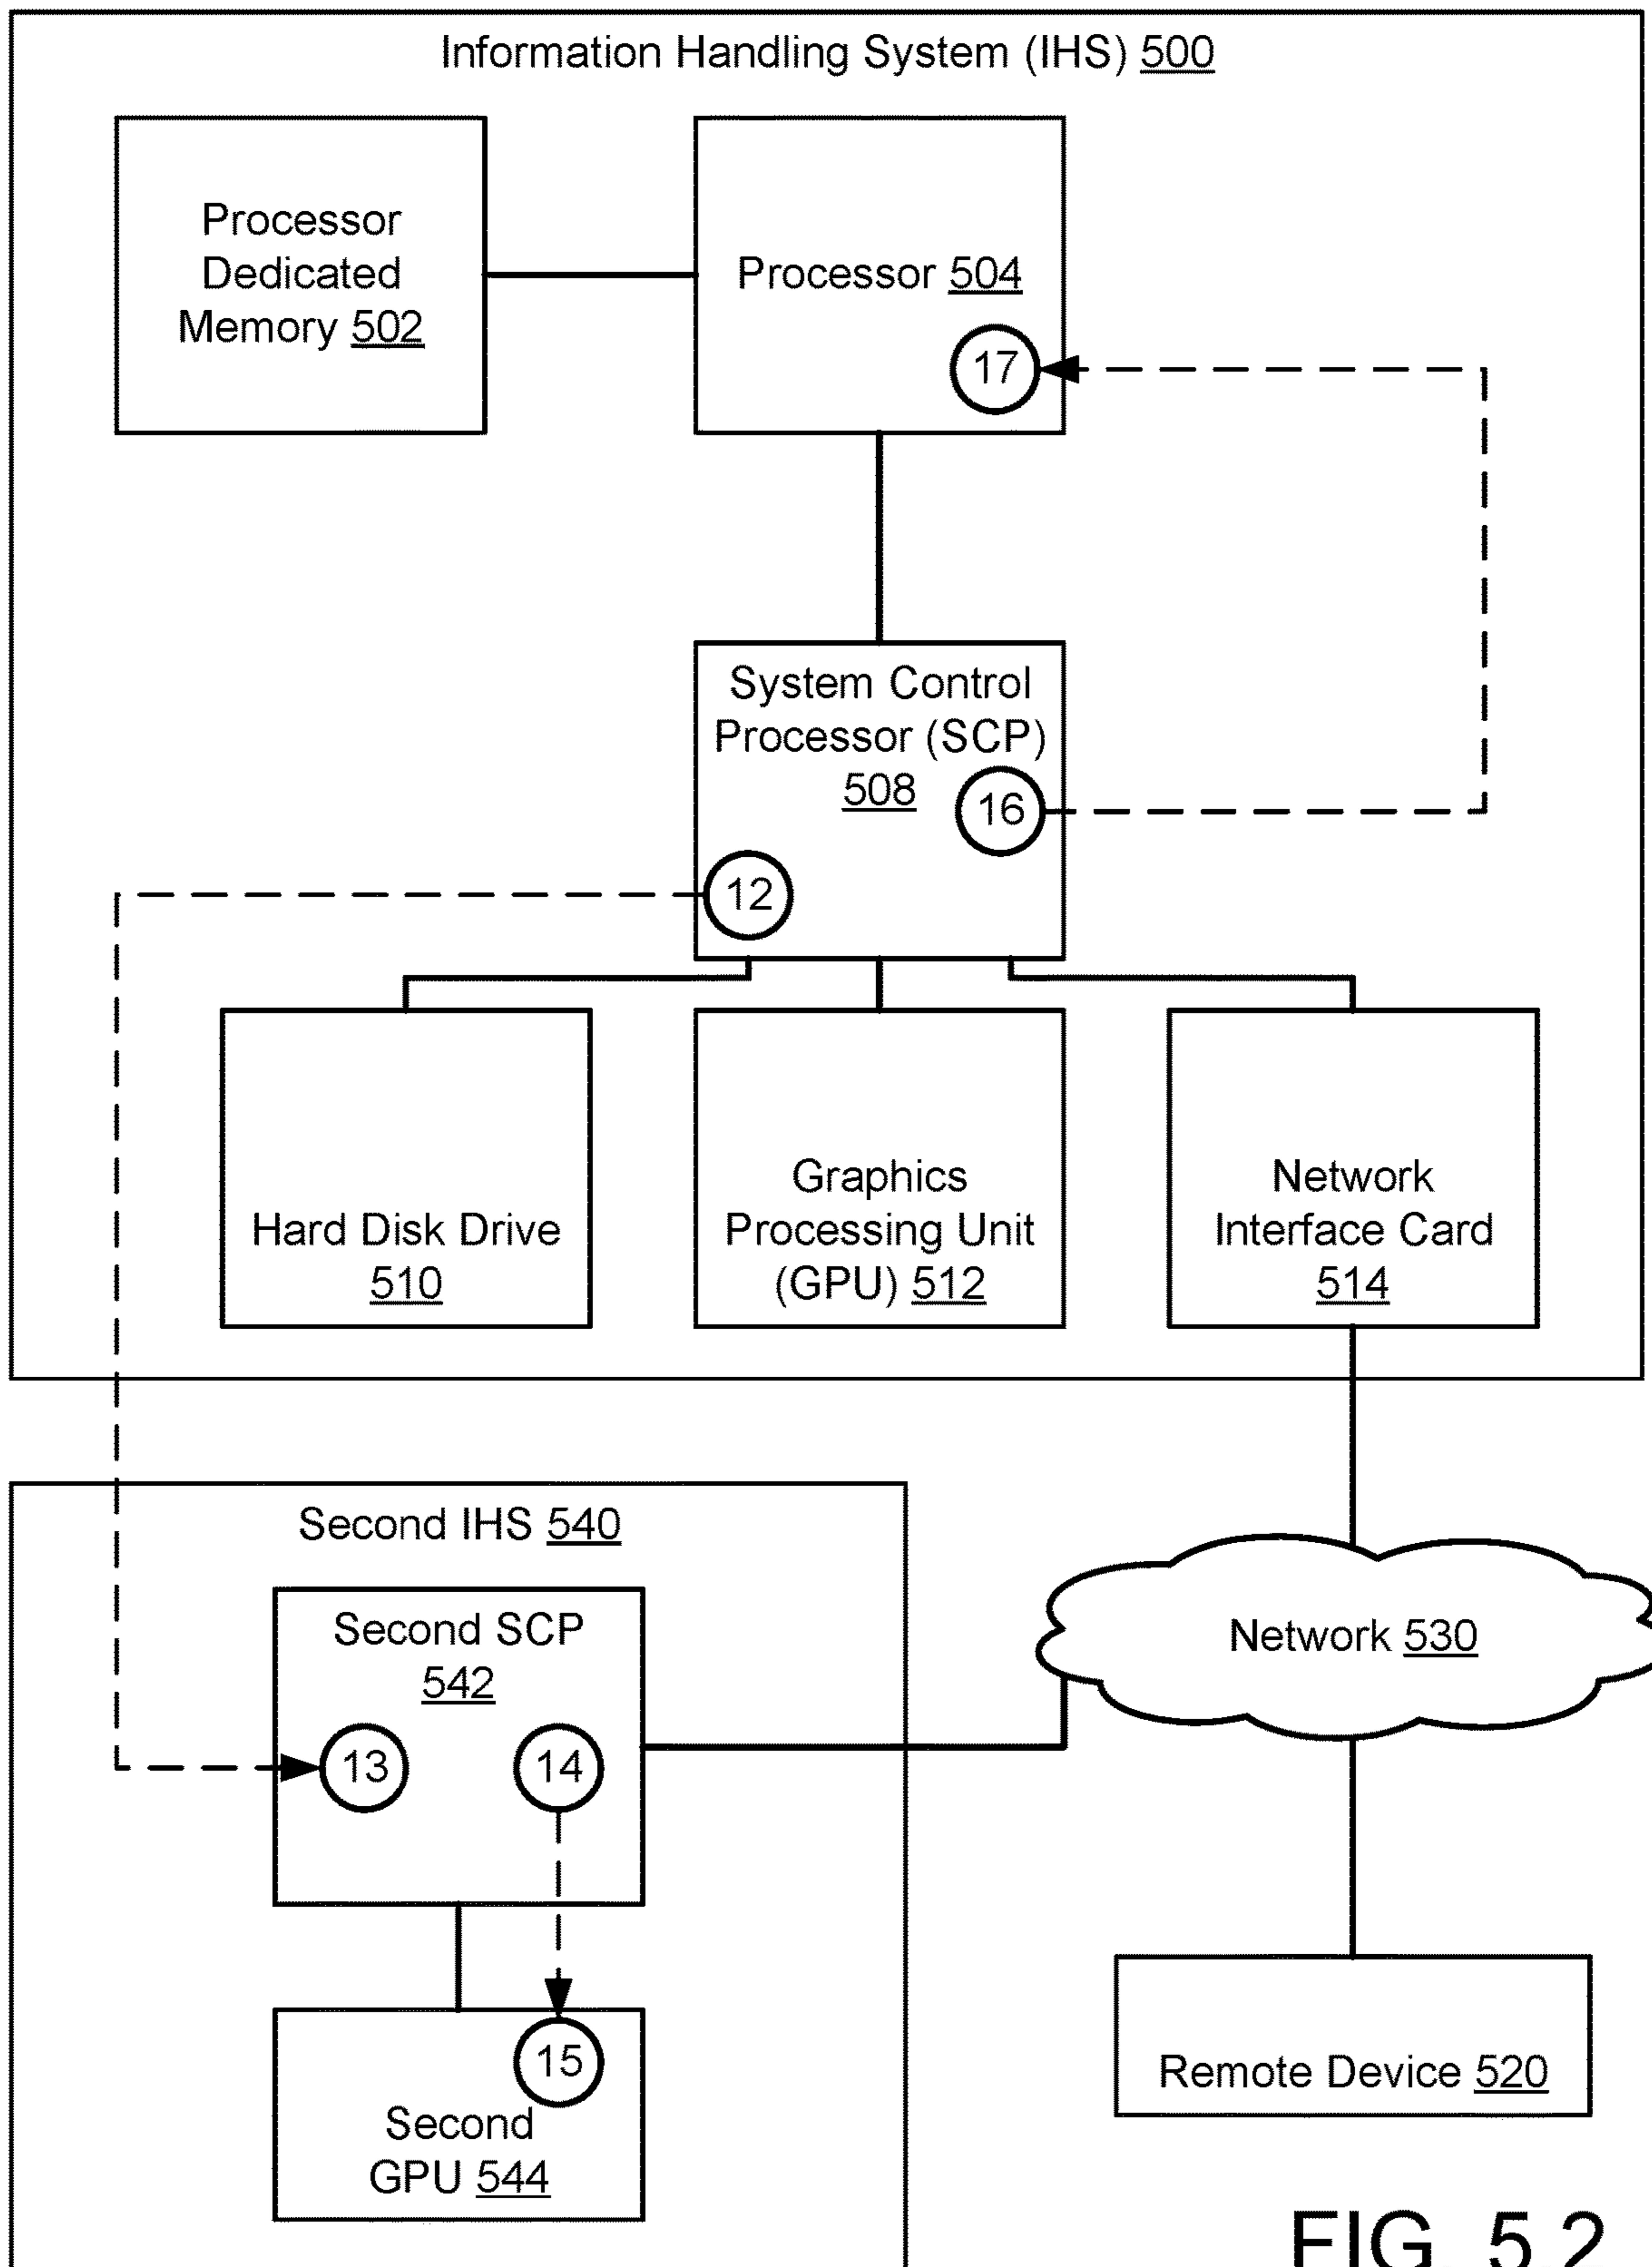 Information Handling System (IHS) 500
Processor
Dedicated
Memory 502
Processor 504
17
System Control
Processor (SCP)
508
16
12
Hard Disk Drive
510
Graphics
Processing Unit
(GPU) 512
Network
Interface Card
514
Second IHS 540
Second SCP
542
13
14
Network 530
15
Second
GPU 544
Remote Device 520
FIG. 5.2